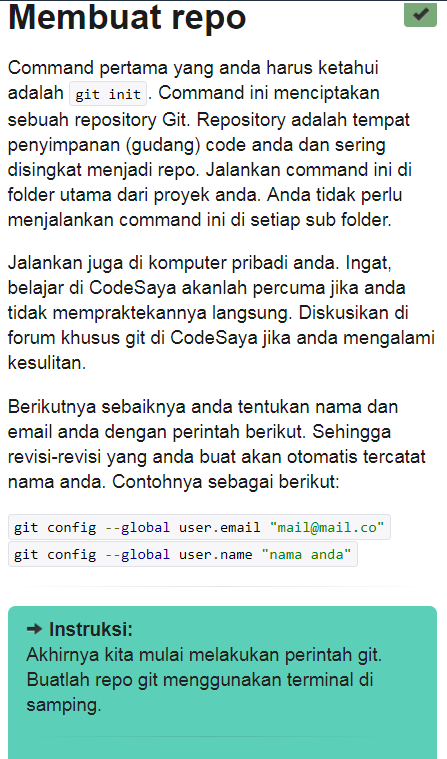 Membuat repo
Command pertama yang anda harus ketahui
adalah git init. Command ini menciptakan
sebuah repository Git. Repository adalah tempat
penyimpanan (gudang) code anda dan sering
disingkat menjadi repo. Jalankan command ini di
folder utama dari proyek anda. Anda tidak perlu
menjalankan command ini di setiap sub folder.
Jalankan juga di komputer pribadi anda. Ingat,
belajar di CodeSaya akanlah percuma jika anda
tidak mempraktekannya langsung. Diskusikan di
forum khusus git di CodeSaya jika anda mengalami
kesulitan.
Berikutnya sebaiknya anda tentukan nama dan
email anda dengan perintah berikut. Sehingga
revisi-revisi yang anda buat akan otomatis tercatat
nama anda. Contohnya sebagai berikut:
git config --global user.email "mail@mail.co"
git config --global user.name "nama anda"
➜ Instruksi:
Akhirnya kita mulai melakukan perintah git.
Buatlah repo git menggunakan terminal di
samping.